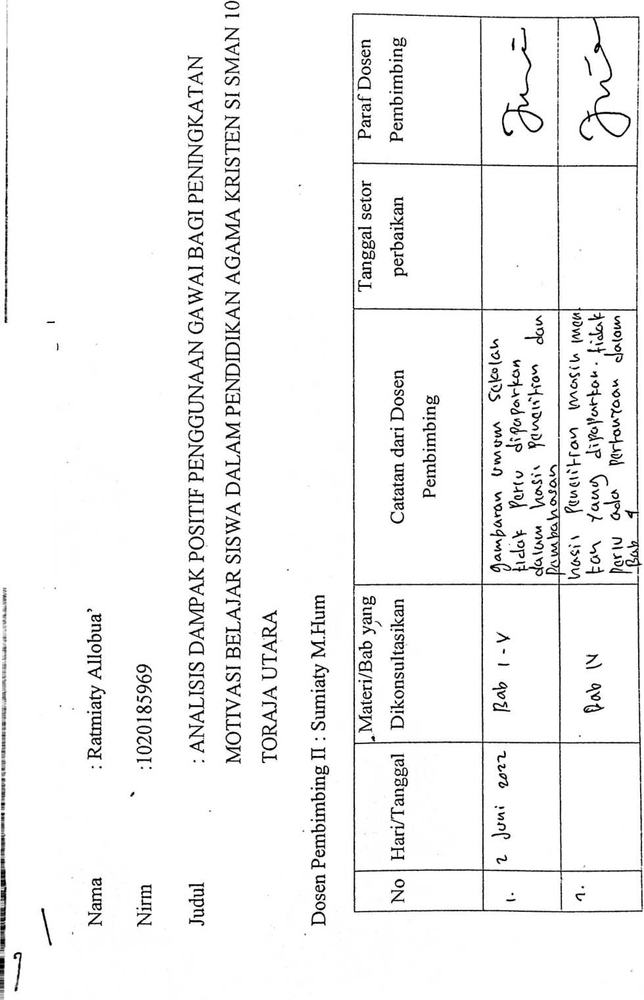 Nama : Ratmiaty Allobua’
Nirm :1020185969
Judul : ANALISIS DAMPAK POSITIF PENGGUNAAN GAWAI BAGI PENINGKATAN
MOTIVASI BELAJAR SISWA DALAM PENDIDIKAN AGAMA KRISTEN SI SMAN 10
TORAJA UTARA
Dosen Pembimbing II : Sumiaty M.Hum
No Hari/Tanggal Materi/Bab yang Dikonsultasikan Catatan dari Dosen Pembimbing Tanggal setor perbaikan Paraf Dosen Pembimbing
1. 2 Juni 2022 Bab I - V gambaran umum sekolah
tidak perlu dipaparkan
dalam hasil penelitian dan
pembahasan
2. Bab IV hasil penelitian masih men
tah yang dipaparkan. tidak
perlu ada pertanyaan dalam
Bab 4